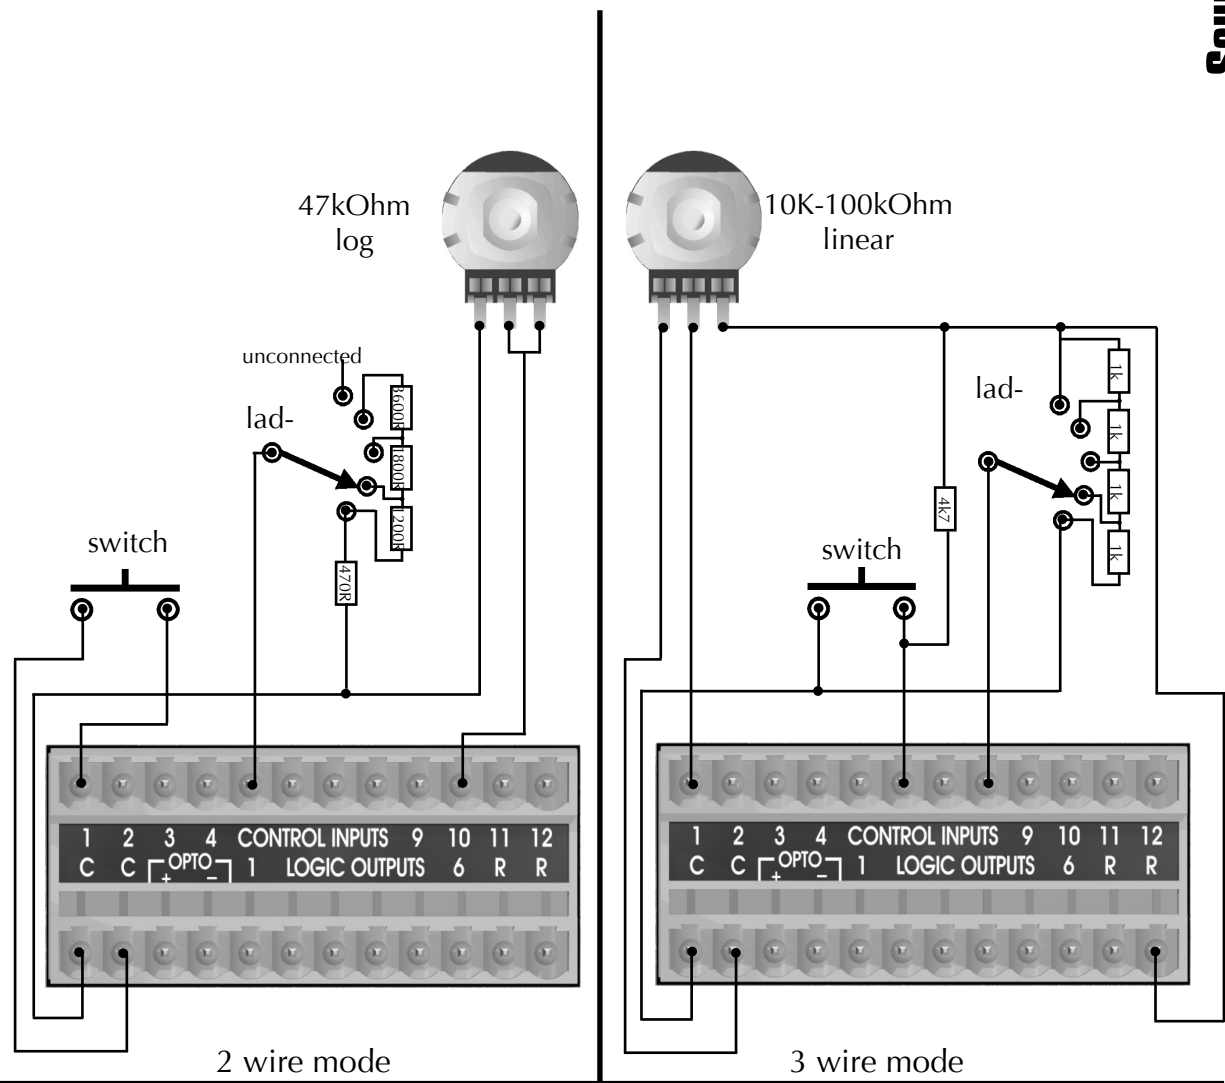 47kOhm
log
10K-100kOhm
linear
unconnected
lad-
3600R
1800R
1200R
470R
switch
lad-
1k
1k
1k
1k
4k7
switch
1 2 3 4 CONTROL INPUTS 9 10 11 12
C C OPTO 1 LOGIC OUTPUTS 6 R R
+ −
1 2 3 4 CONTROL INPUTS 9 10 11 12
C C OPTO 1 LOGIC OUTPUTS 6 R R
+ −
2 wire mode
3 wire mode